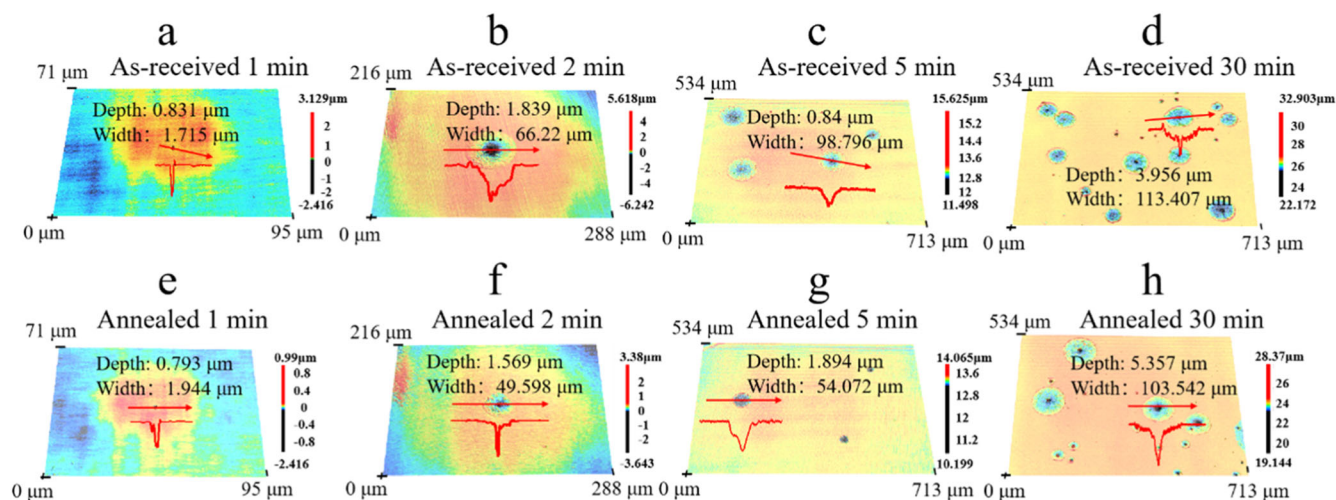 a
As-received 1 min
71 μm
Depth: 0.831 μm
Width： 1.715 μm
3.129μm
2
1
0
-1
-2
-2.416
0 μm
95 μm
b
As-received 2 min
216 μm
Depth: 1.839 μm
Width： 66.22 μm
5.618μm
4
2
0
-2
-4
-6.242
0 μm
288 μm
c
As-received 5 min
534 μm
Depth: 0.84 μm
Width： 98.796 μm
15.625μm
15.2
14.4
13.6
12.8
12
11.498
0 μm
713 μm
d
As-received 30 min
534 μm
Depth： 3.956 μm
Width： 113.407 μm
32.903μm
30
28
26
24
22.172
0 μm
713 μm
e
Annealed 1 min
71 μm
Depth: 0.793 μm
Width： 1.944 μm
0.99μm
0.8
0.4
0
-0.4
-0.8
-2.416
0 μm
95 μm
f
Annealed 2 min
216 μm
Depth: 1.569 μm
Width： 49.598 μm
3.38μm
2
1
0
-1
-2
-3.643
0 μm
288 μm
g
Annealed 5 min
534 μm
Depth: 1.894 μm
Width： 54.072 μm
14.065μm
13.6
12.8
12
11.2
10.199
0 μm
713 μm
h
Annealed 30 min
534 μm
Depth: 5.357 μm
Width： 103.542 μm
28.37μm
26
24
22
20
19.144
0 μm
713 μm